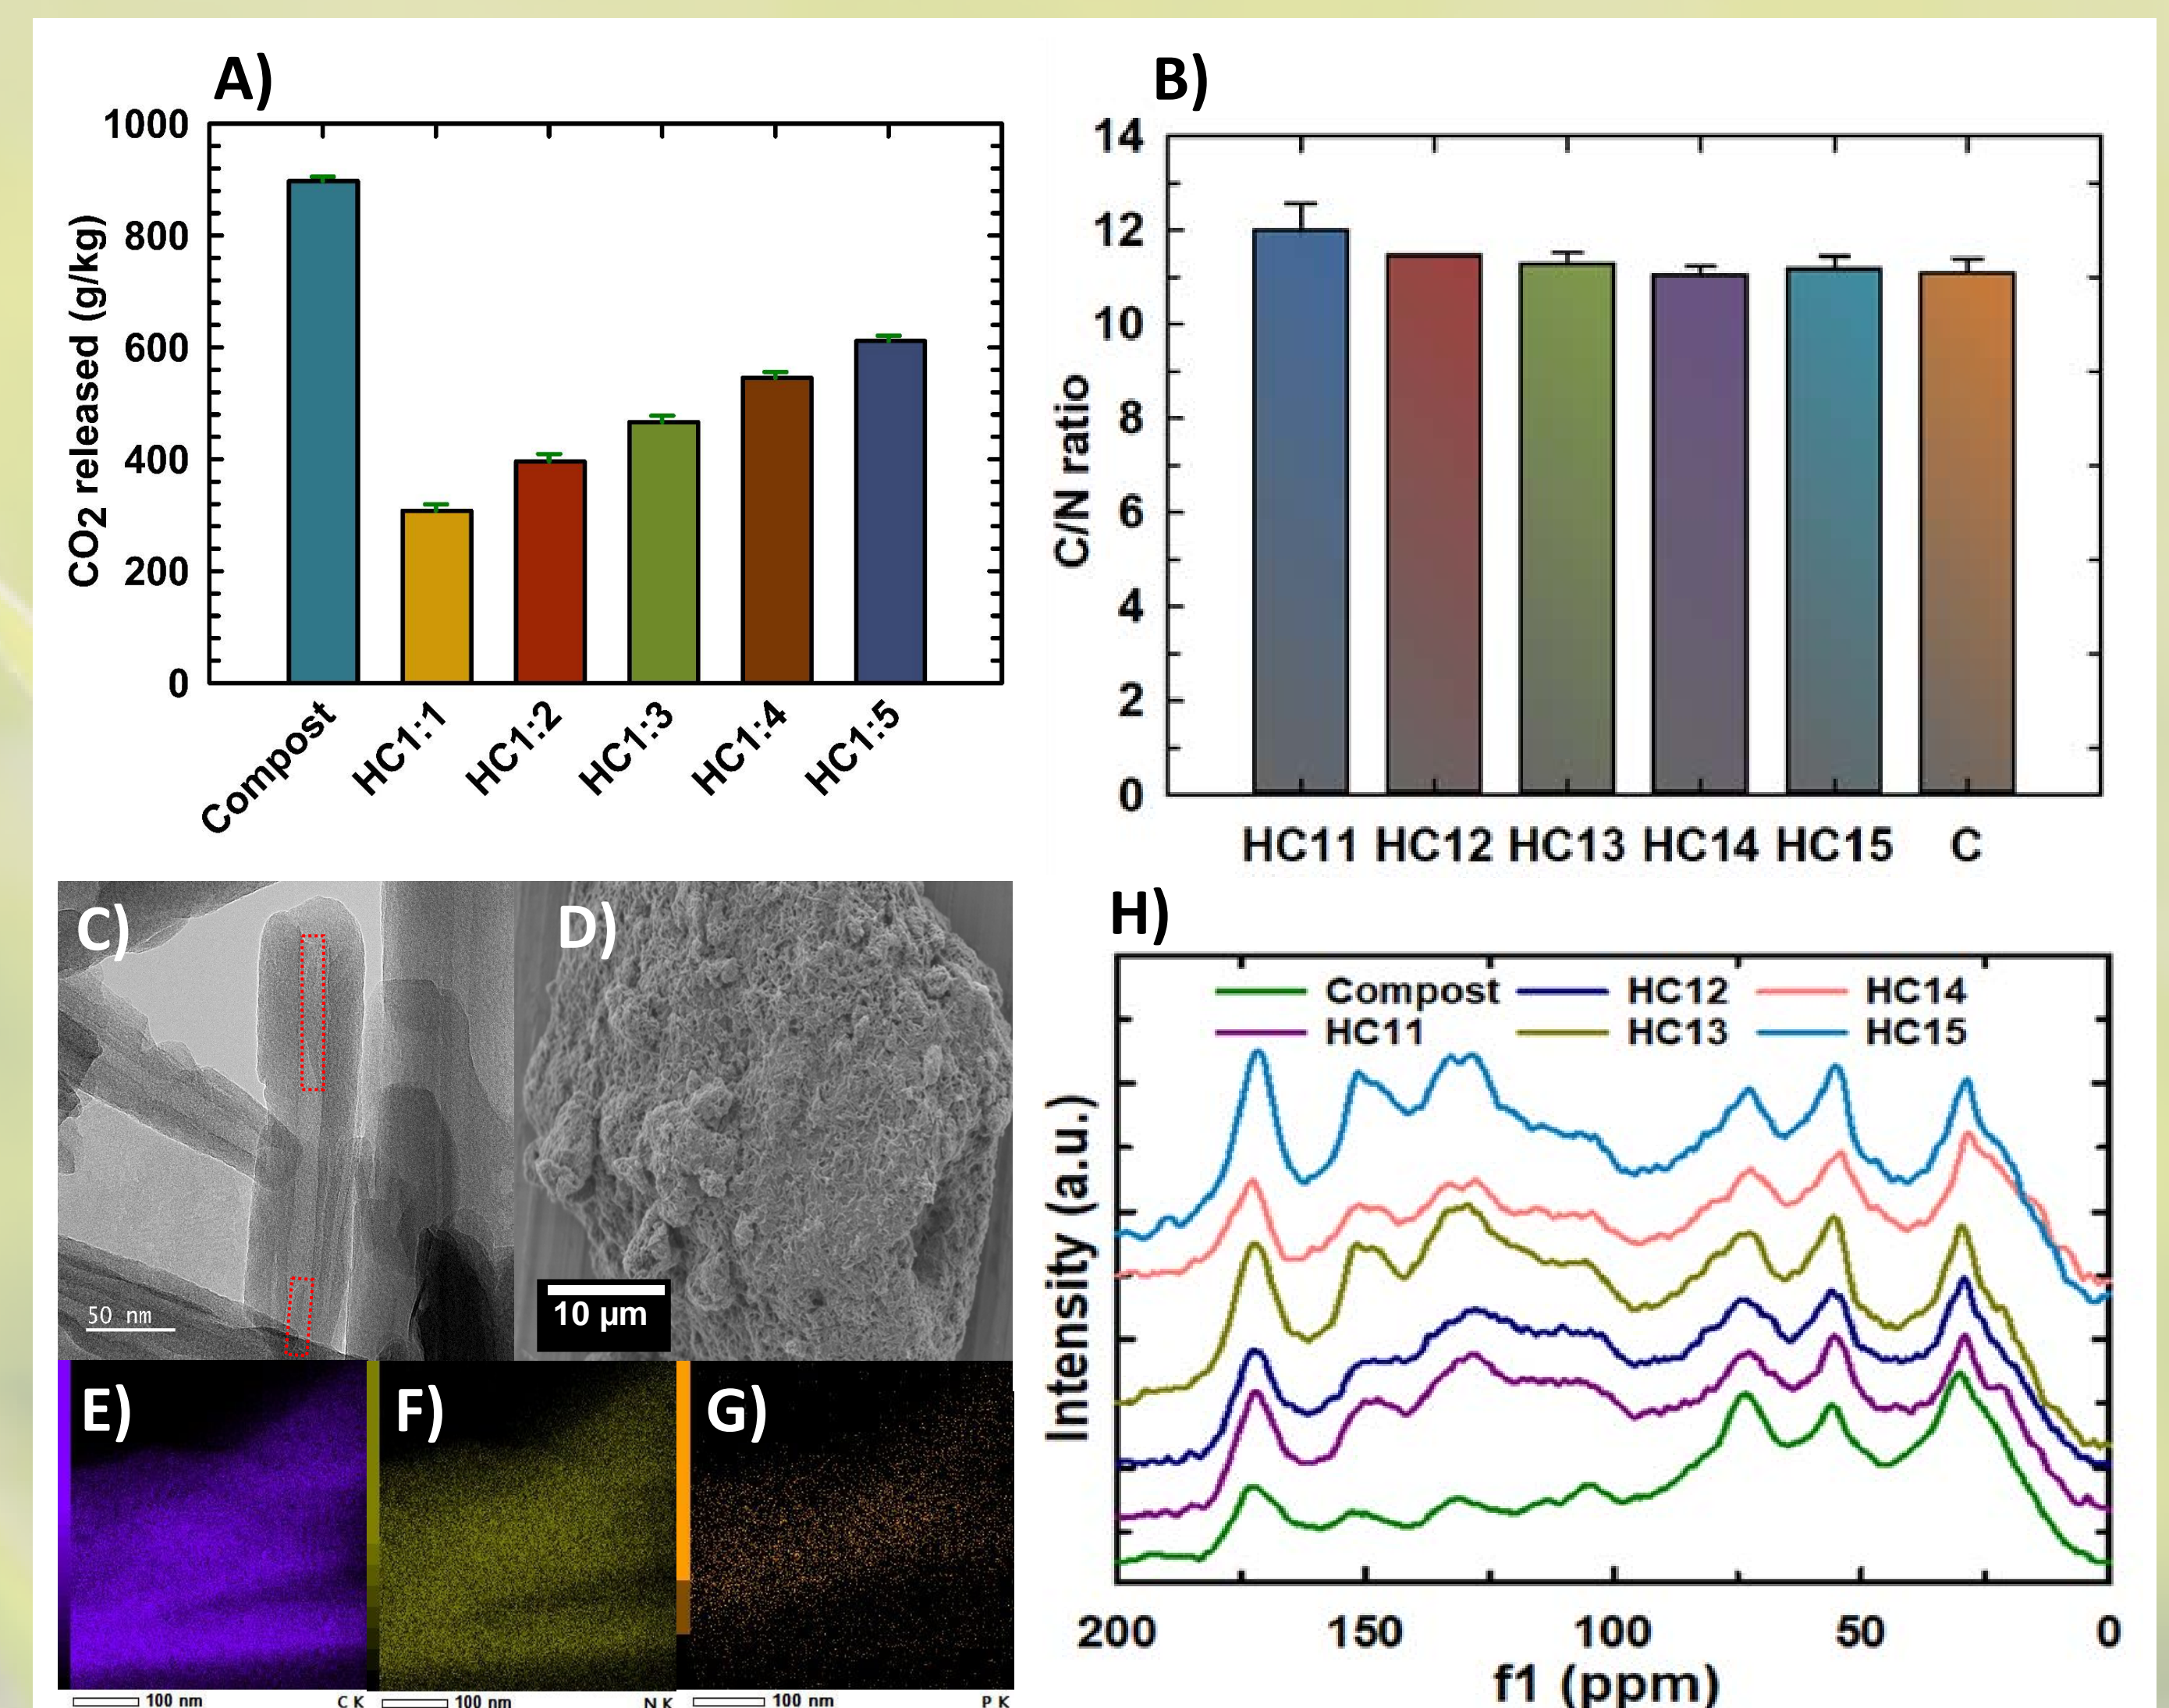 A)
1000
800
600
400
200
0
CO2 released (g/kg)
Compost
HC1:1
HC1:2
HC1:3
HC1:4
HC1:5
B)
14
12
10
8
6
4
2
0
C/N ratio
HC11 HC12 HC13 HC14 HC15 C
C)
50 nm
D)
10 µm
E)
100 nm C K
F)
100 nm N K
G)
100 nm P K
H)
Compost HC12 HC14
HC11 HC13 HC15
Intensity (a.u.)
200 150 100 50 0
f1 (ppm)